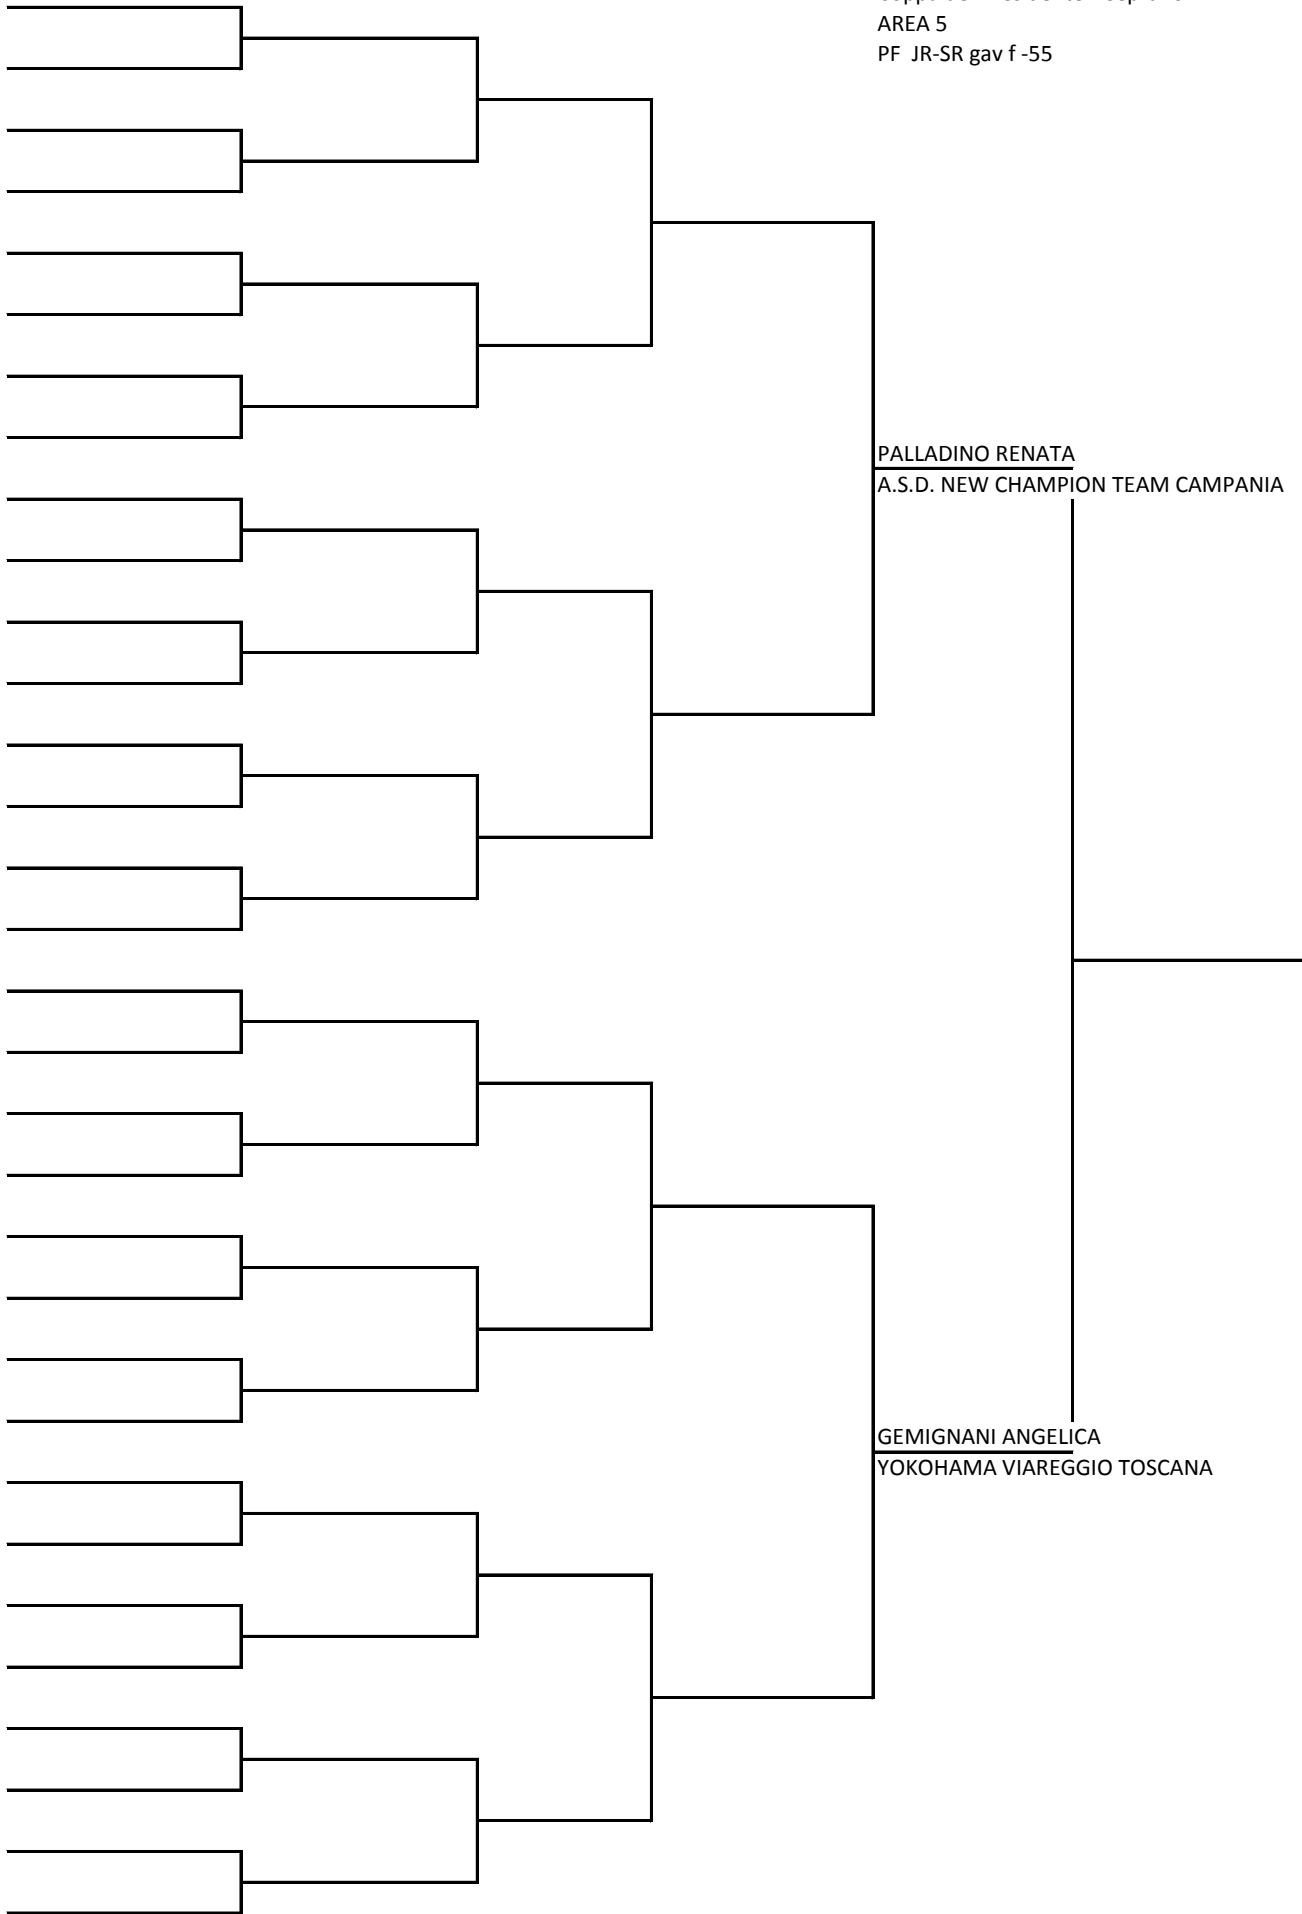 AREA 5
PF JR-SR gav f -55
PALLADINO RENATA
A.S.D. NEW CHAMPION TEAM CAMPANIA
GEMIGNANI ANGELICA
YOKOHAMA VIAREGGIO TOSCANA